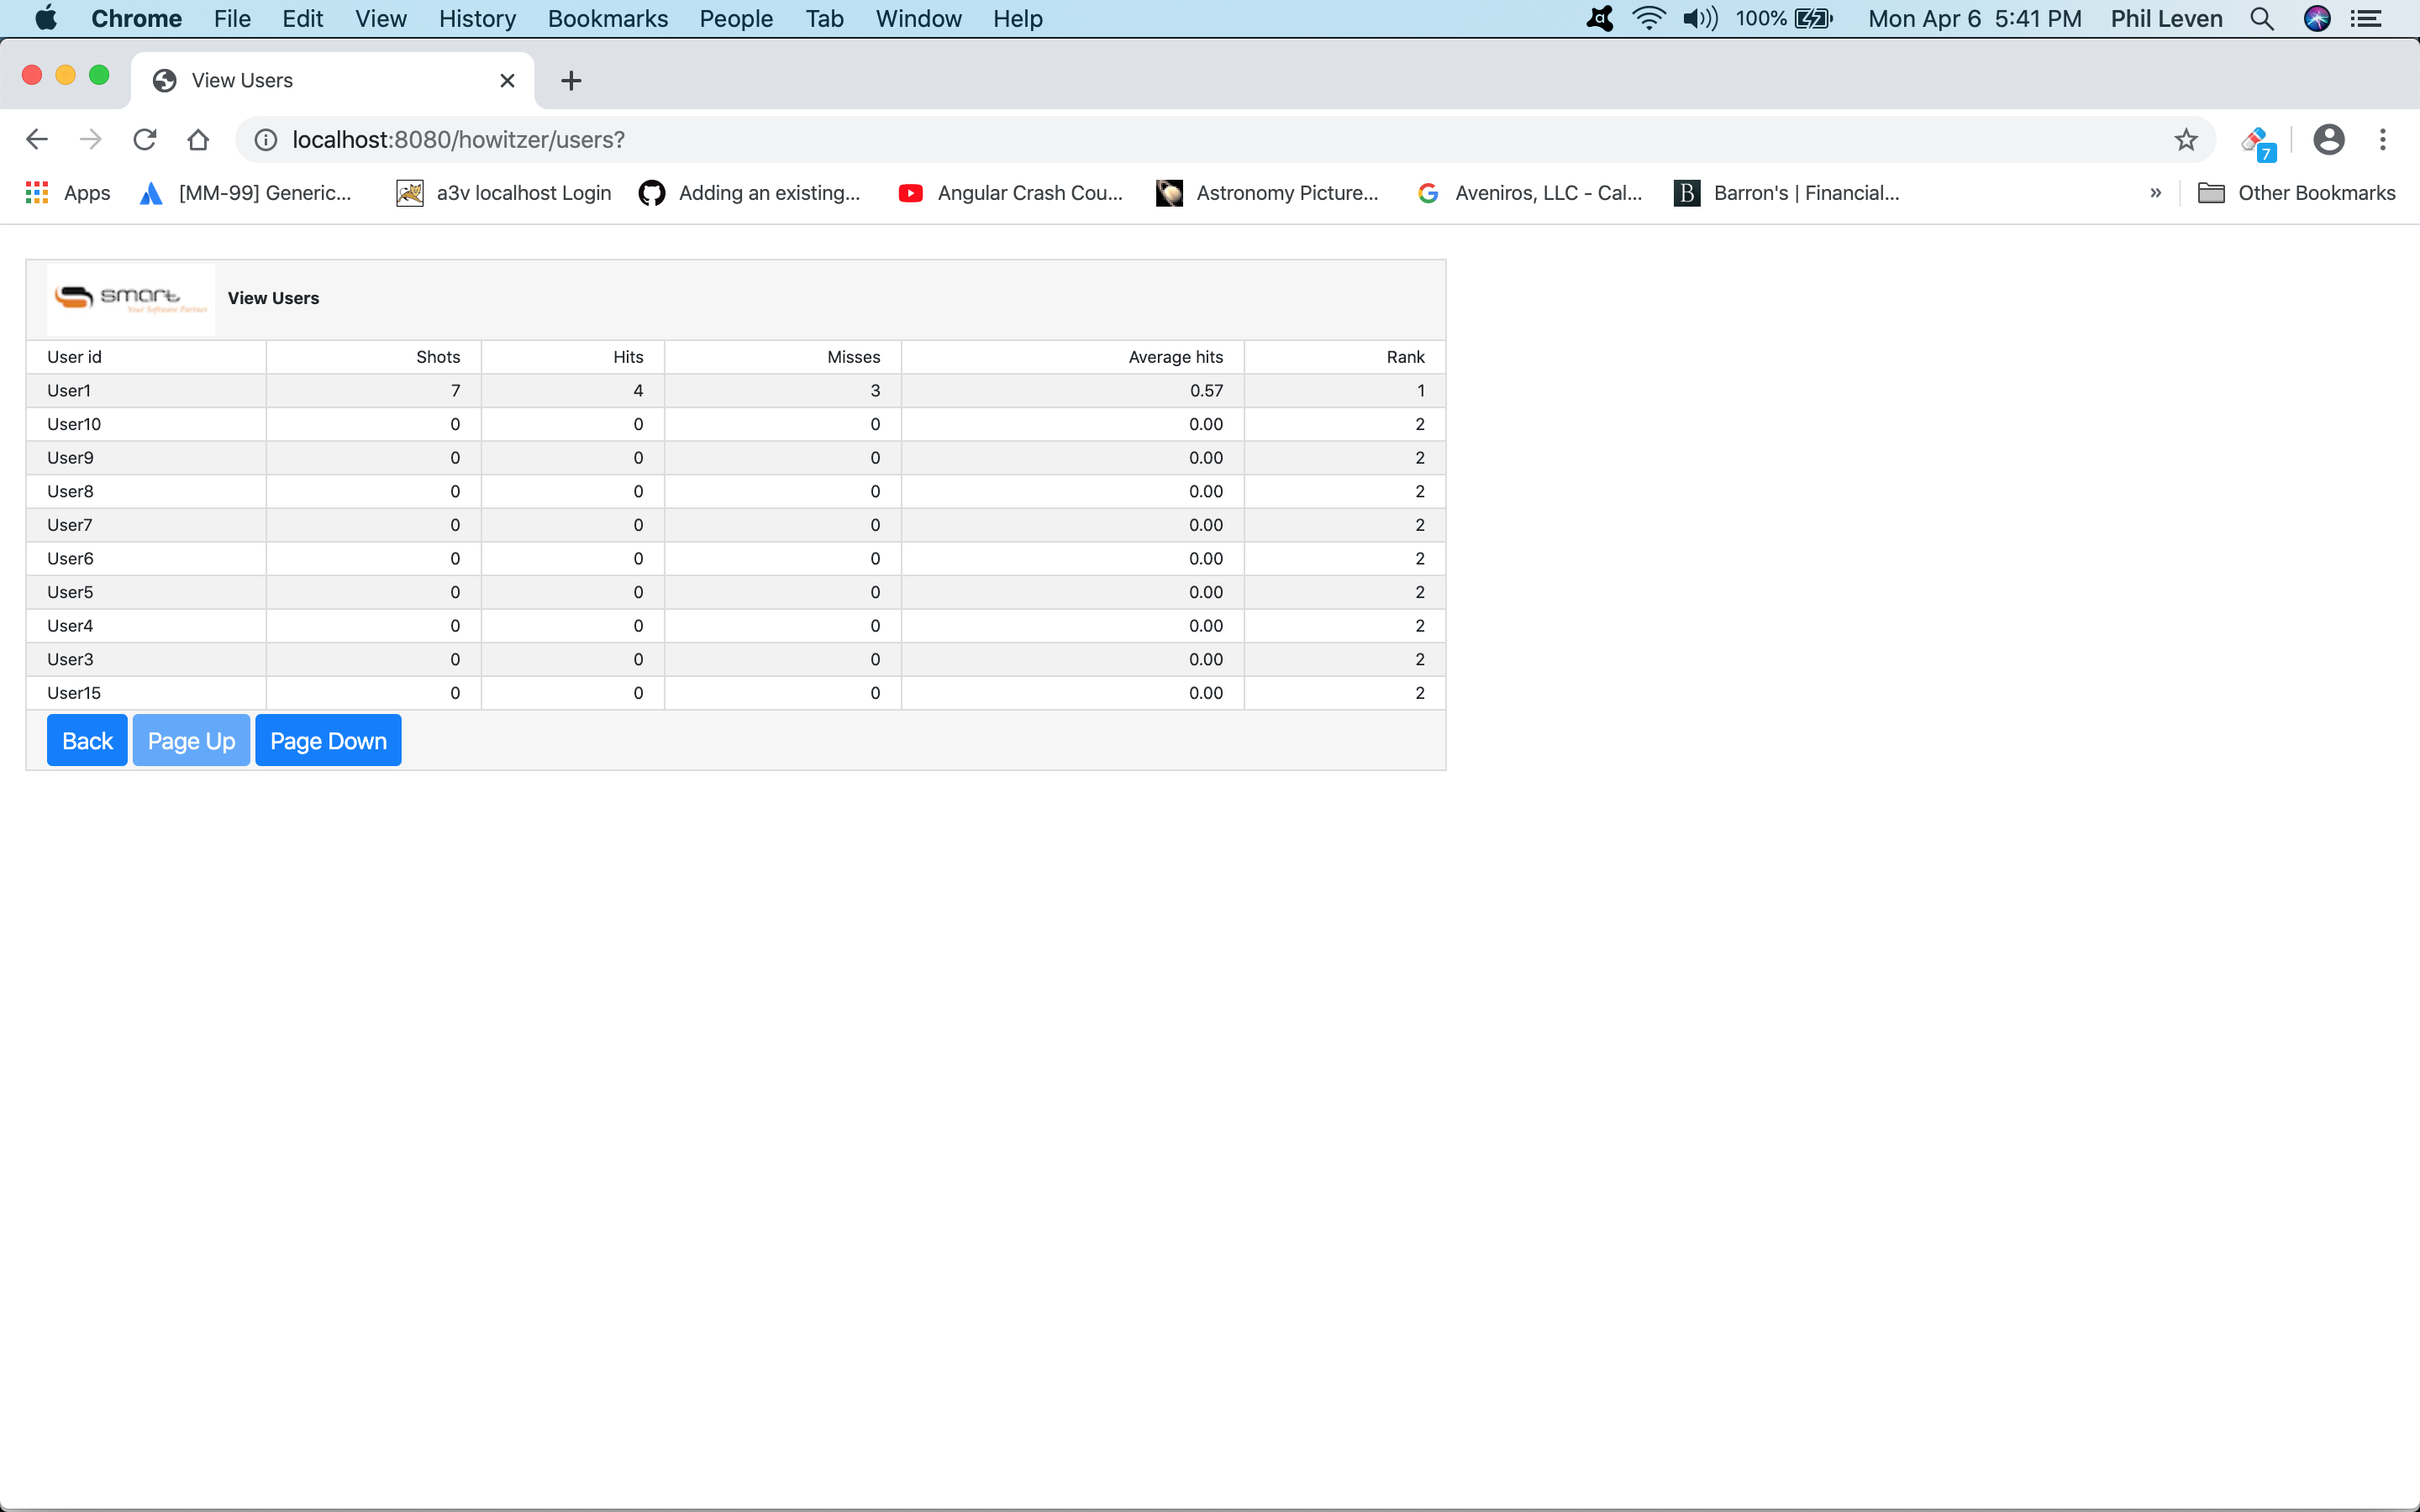 Chrome File Edit View History Bookmarks People Tab Window Help 100% Mon Apr 6 5:41 PM Phil Leven
View Users
localhost:8080/howitzer/users? 7
Apps [MM-99] Generic... a3v localhost Login Adding an existing... Angular Crash Cou... Astronomy Picture... Aveniros, LLC - Cal... B Barron's | Financial... » Other Bookmarks
smart View Users
Your Software Partner
User id Shots Hits Misses Average hits Rank
User1 7 4 3 0.57 1
User10 0 0 0 0.00 2
User9 0 0 0 0.00 2
User8 0 0 0 0.00 2
User7 0 0 0 0.00 2
User6 0 0 0 0.00 2
User5 0 0 0 0.00 2
User4 0 0 0 0.00 2
User3 0 0 0 0.00 2
User15 0 0 0 0.00 2
Back Page Up Page Down